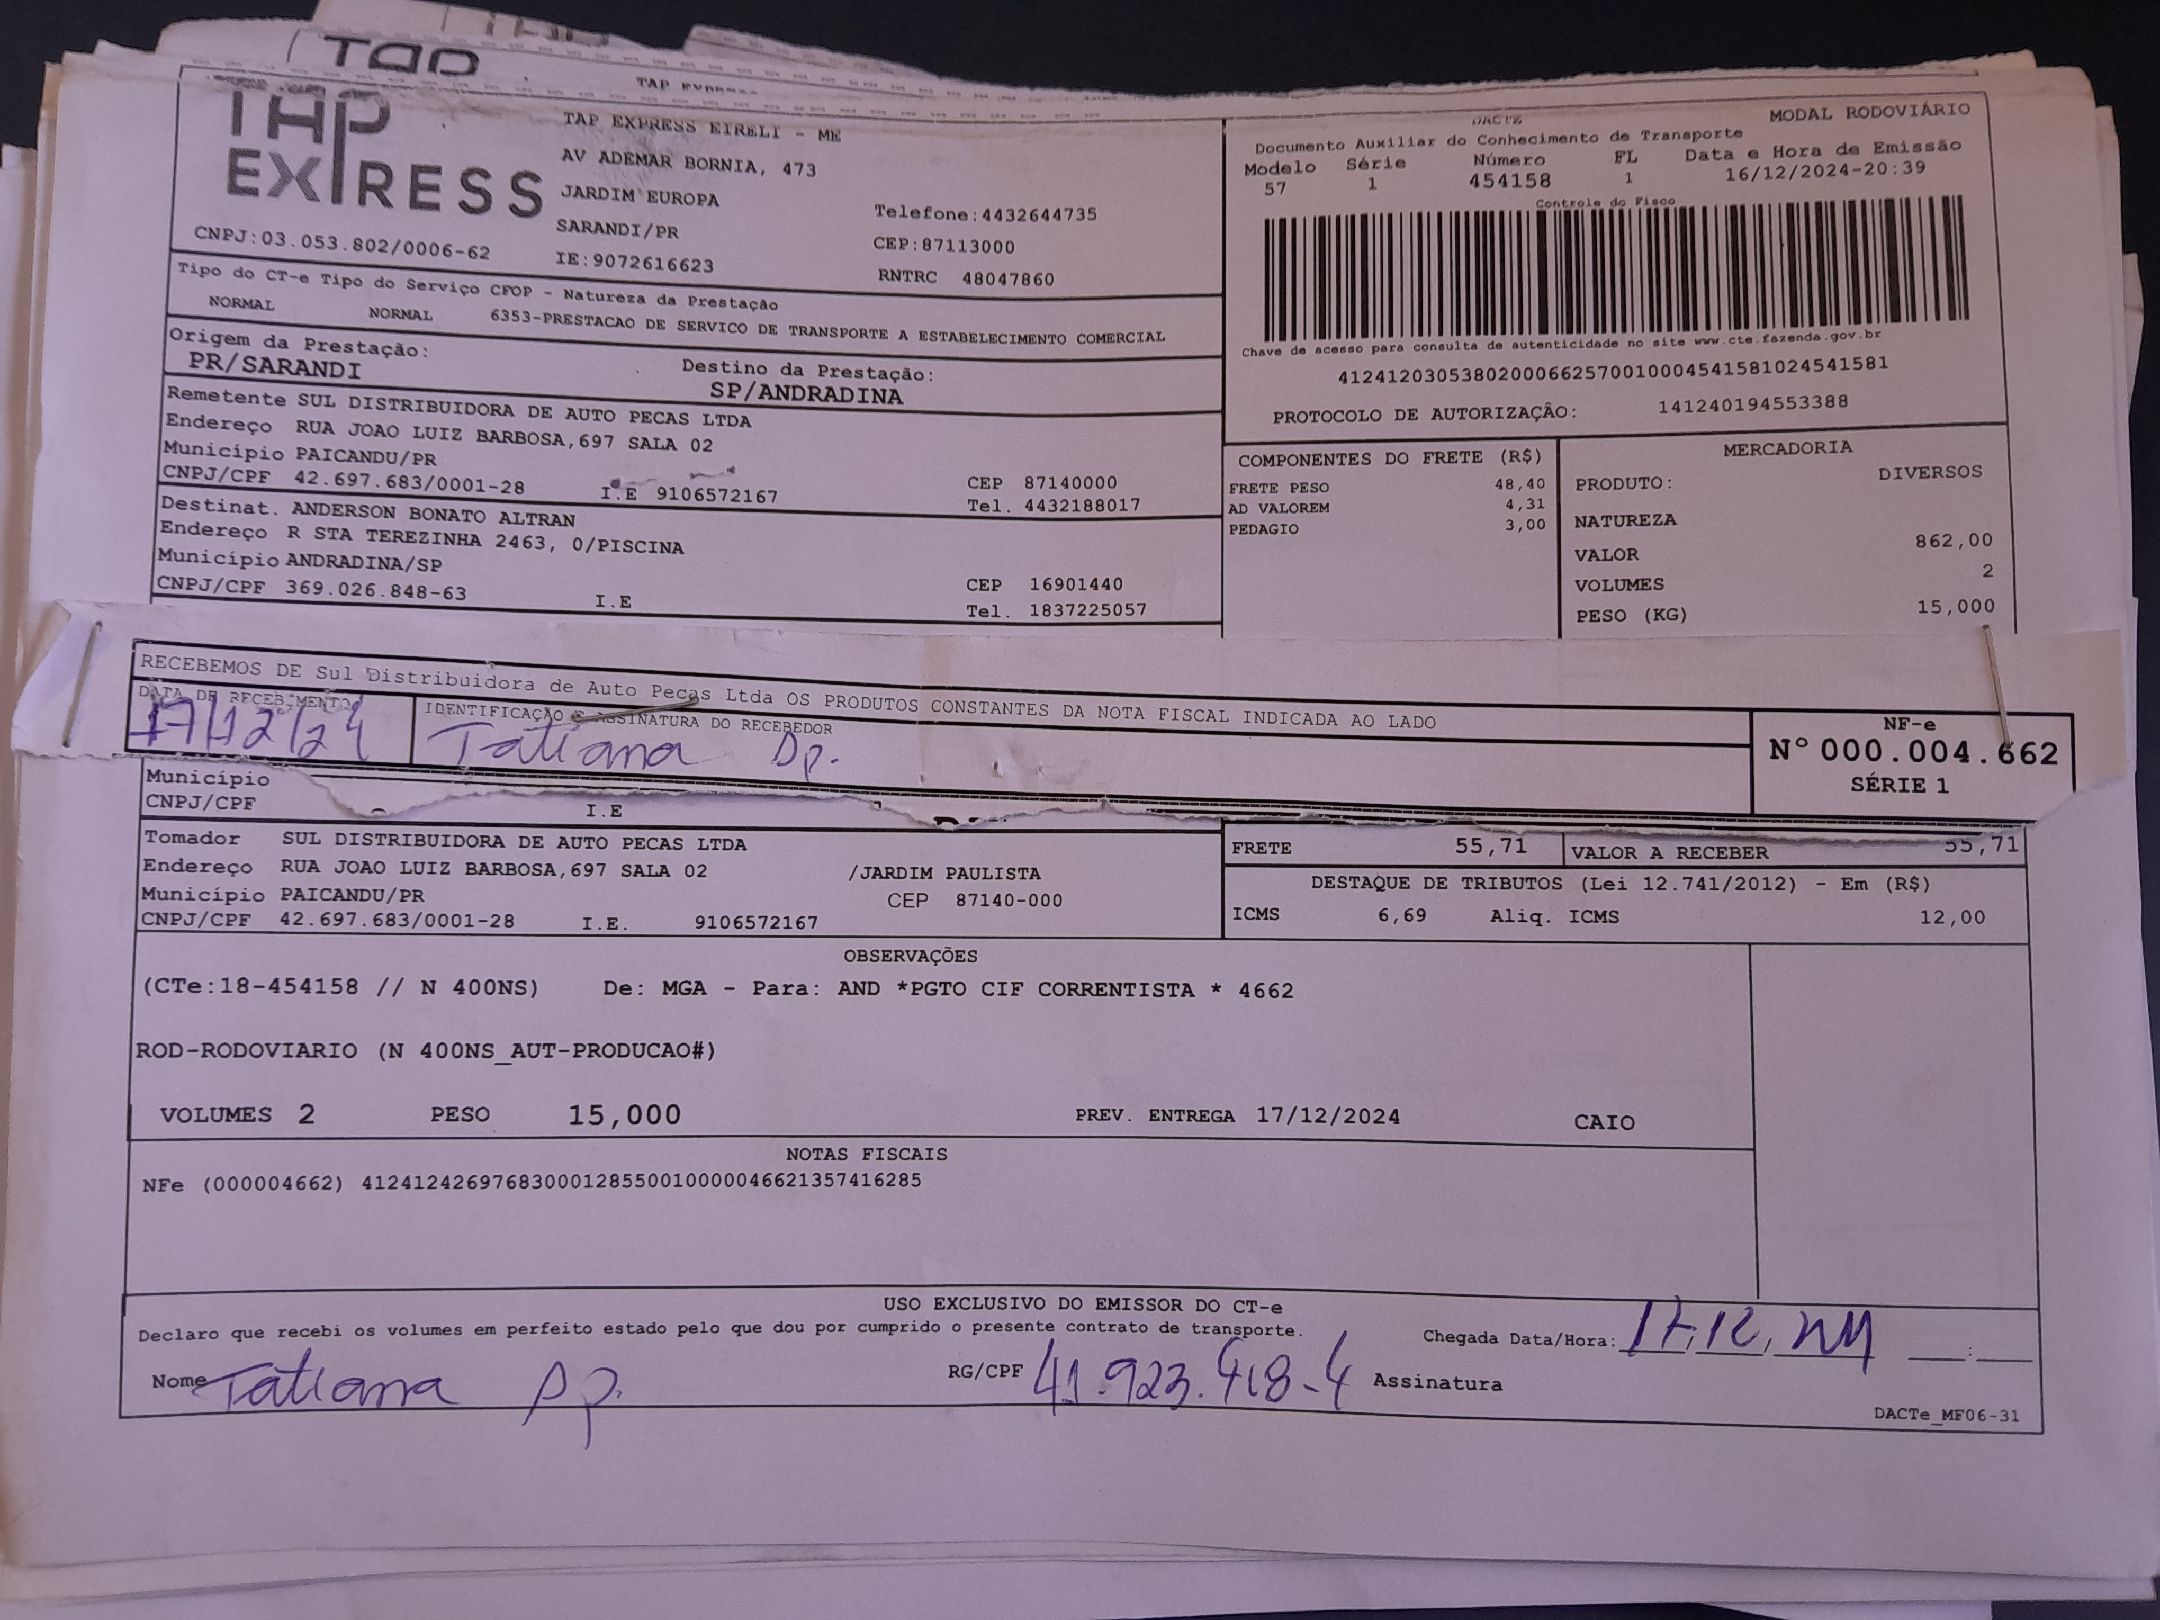 TAP
TAP EXPRESS
TAP EXPRESS
TAP EXPRESS EIRELI - ME
AV ADEMAR BORNIA, 473
JARDIM EUROPA
SARANDI/PR
IE:9072616623
Telefone:4432644735
CEP:87113000
RNTRC 48047860
CNPJ:03.053.802/0006-62
DACTE
MODAL RODOVIÁRIO
Documento Auxiliar do Conhecimento de Transporte
Modelo Série Número FL Data e Hora de Emissão
57 1 454158 1 16/12/2024-20:39
Controle do Fisco
Chave de acesso para consulta de autenticidade no site www.cte.fazenda.gov.br
41241203053802000662570010004541581024541581
PROTOCOLO DE AUTORIZAÇÃO: 141240194553388
Tipo do CT-e Tipo do Serviço CFOP - Natureza da Prestação
NORMAL NORMAL 6353-PRESTACAO DE SERVICO DE TRANSPORTE A ESTABELECIMENTO COMERCIAL
Origem da Prestação: Destino da Prestação:
PR/SARANDI SP/ANDRADINA
Remetente SUL DISTRIBUIDORA DE AUTO PECAS LTDA
Endereço RUA JOAO LUIZ BARBOSA,697 SALA 02
Município PAICANDU/PR CEP 87140000
CNPJ/CPF 42.697.683/0001-28 I.E 9106572167 Tel. 4432188017
Destinat. ANDERSON BONATO ALTRAN
Endereço R STA TEREZINHA 2463, 0/PISCINA
Município ANDRADINA/SP CEP 16901440
CNPJ/CPF 369.026.848-63 I.E Tel. 1837225057
COMPONENTES DO FRETE (R$)
FRETE PESO 48,40
AD VALOREM 4,31
PEDAGIO 3,00
MERCADORIA
PRODUTO: DIVERSOS
NATUREZA
VALOR 862,00
VOLUMES 2
PESO (KG) 15,000
RECEBEMOS DE Sul Distribuidora de Auto Pecas Ltda OS PRODUTOS CONSTANTES DA NOTA FISCAL INDICADA AO LADO
DATA DE RECEBIMENTO IDENTIFICAÇÃO E ASSINATURA DO RECEBEDOR
17/12/24 Tatiana Dp.
NF-e
Nº 000.004.662
SÉRIE 1
Município
CNPJ/CPF I.E
Tomador SUL DISTRIBUIDORA DE AUTO PECAS LTDA
Endereço RUA JOAO LUIZ BARBOSA,697 SALA 02 /JARDIM PAULISTA
Município PAICANDU/PR CEP 87140-000
CNPJ/CPF 42.697.683/0001-28 I.E. 9106572167
FRETE 55,71 VALOR A RECEBER 55,71
DESTAQUE DE TRIBUTOS (Lei 12.741/2012) - Em (R$)
ICMS 6,69 Aliq. ICMS 12,00
OBSERVAÇÕES
(CTe:18-454158 // N 400NS) De: MGA - Para: AND *PGTO CIF CORRENTISTA * 4662
ROD-RODOVIARIO (N 400NS_AUT-PRODUCAO#)
VOLUMES 2 PESO 15,000 PREV. ENTREGA 17/12/2024 CAIO
NOTAS FISCAIS
NFe (000004662) 41241242697683000128550010000046621357416285
USO EXCLUSIVO DO EMISSOR DO CT-e
Declaro que recebi os volumes em perfeito estado pelo que dou por cumprido o presente contrato de transporte.
Chegada Data/Hora: 17,12, ___:___
Nome Tatiana Dp. RG/CPF 41.923.418-4 Assinatura
DACTe_MF06-31